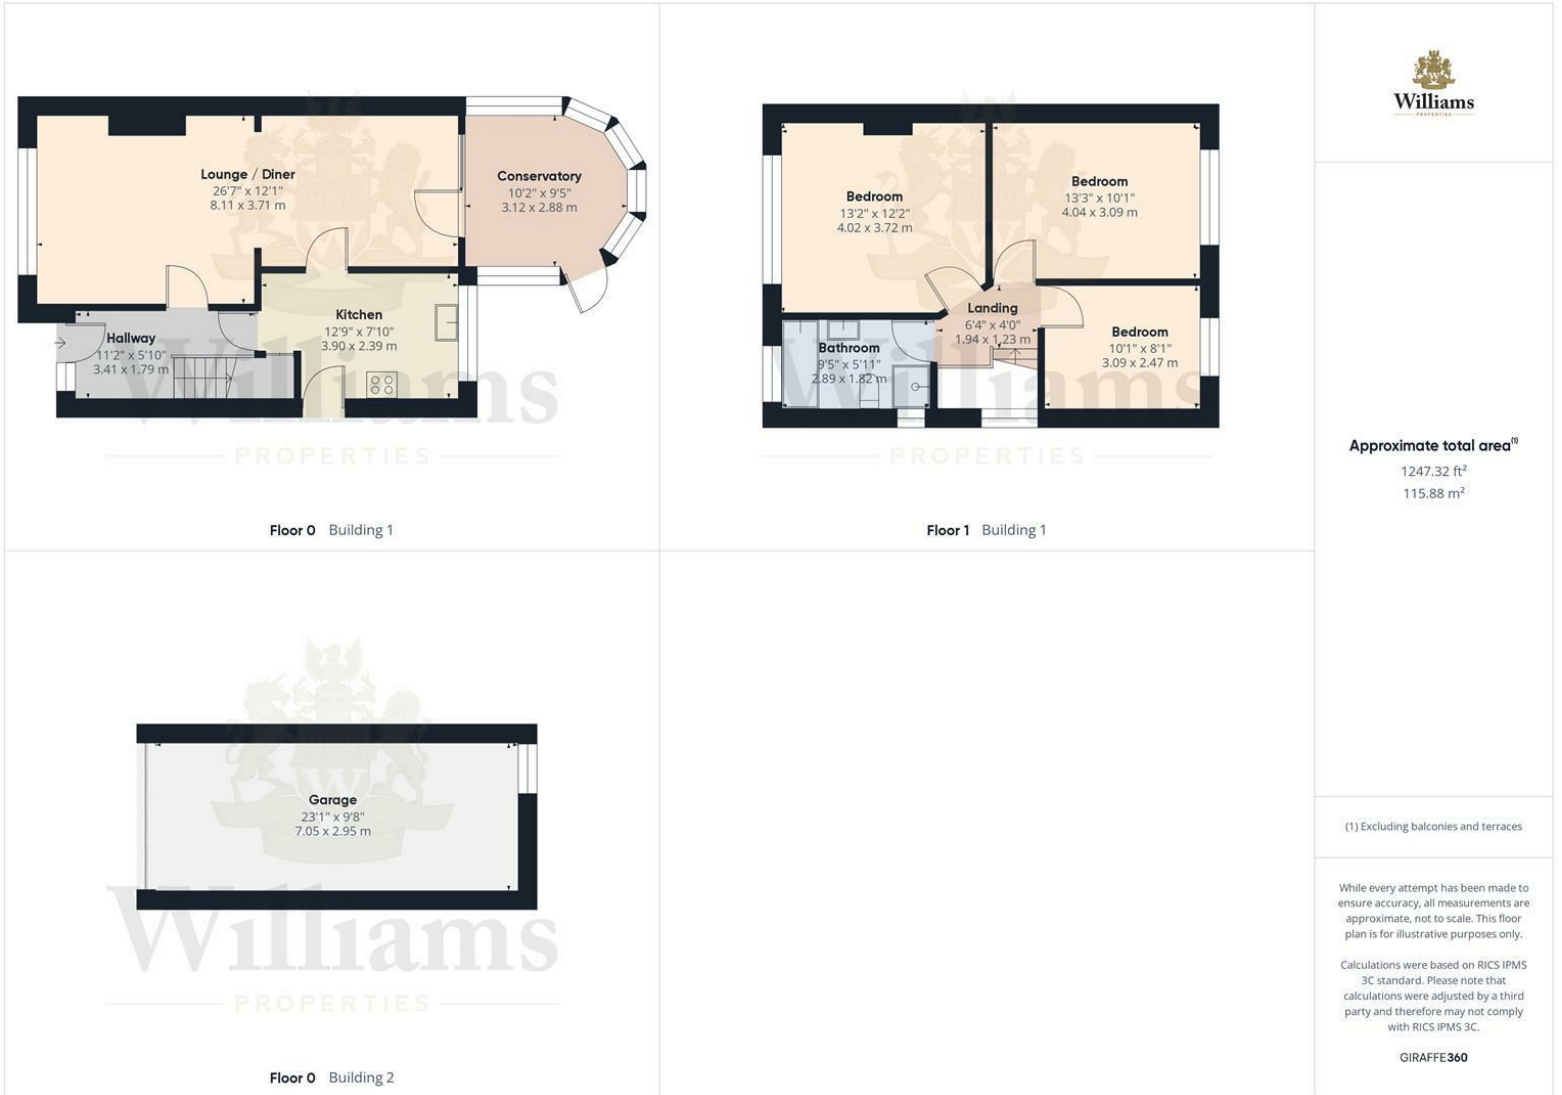 Lounge / Diner
26'7" x 12'1"
8.11 x 3.71 m
Conservatory
10'2" x 9'5"
3.12 x 2.88 m
Kitchen
12'9" x 7'10"
3.90 x 2.39 m
Hallway
11'2" x 5'10"
3.41 x 1.79 m
Williams
PROPERTIES
Floor 0 Building 1
Bedroom
13'2" x 12'2"
4.02 x 3.72 m
Bedroom
13'3" x 10'1"
4.04 x 3.09 m
Landing
6'4" x 4'0"
1.94 x 1.23 m
Bedroom
10'1" x 8'1"
3.09 x 2.47 m
Bathroom
9'5" x 5'11"
2.89 x 1.82 m
Williams
PROPERTIES
Floor 1 Building 1
W
Garage
23'1" x 9'8"
7.05 x 2.95 m
Williams
PROPERTIES
Floor 0 Building 2
W
Williams
PROPERTIES
Approximate total area(1)
1247.32 ft²
115.88 m²
(1) Excluding balconies and terraces
While every attempt has been made to
ensure accuracy, all measurements are
approximate, not to scale. This floor
plan is for illustrative purposes only.
Calculations were based on RICS IPMS
3C standard. Please note that
calculations were adjusted by a third
party and therefore may not comply
with RICS IPMS 3C.
GIRAFFE360